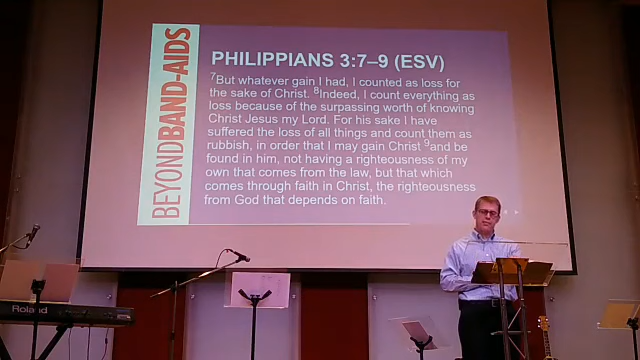 BEYONDBAND-AIDS
PHILIPPIANS 3:7–9 (ESV)
7But whatever gain I had, I counted as loss for
the sake of Christ. 8Indeed, I count everything as
loss because of the surpassing worth of knowing
Christ Jesus my Lord. For his sake I have
suffered the loss of all things and count them as
rubbish, in order that I may gain Christ 9and be
found in him, not having a righteousness of my
own that comes from the law, but that which
comes through faith in Christ, the righteousness
from God that depends on faith.
Roland